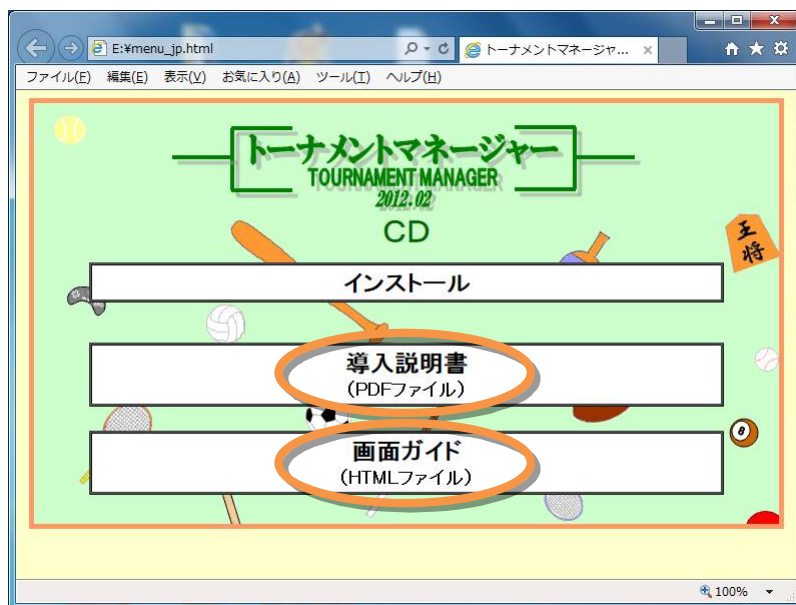 E:¥menu_jp.html
トーナメントマネージャ...
ファイル(F) 編集(E) 表示(V) お気に入り(A) ツール(T) ヘルプ(H)
トーナメントマネージャー
TOURNAMENT MANAGER
2012.02
CD
王将
インストール
導入説明書
(PDFファイル)
8
画面ガイド
(HTMLファイル)
100%